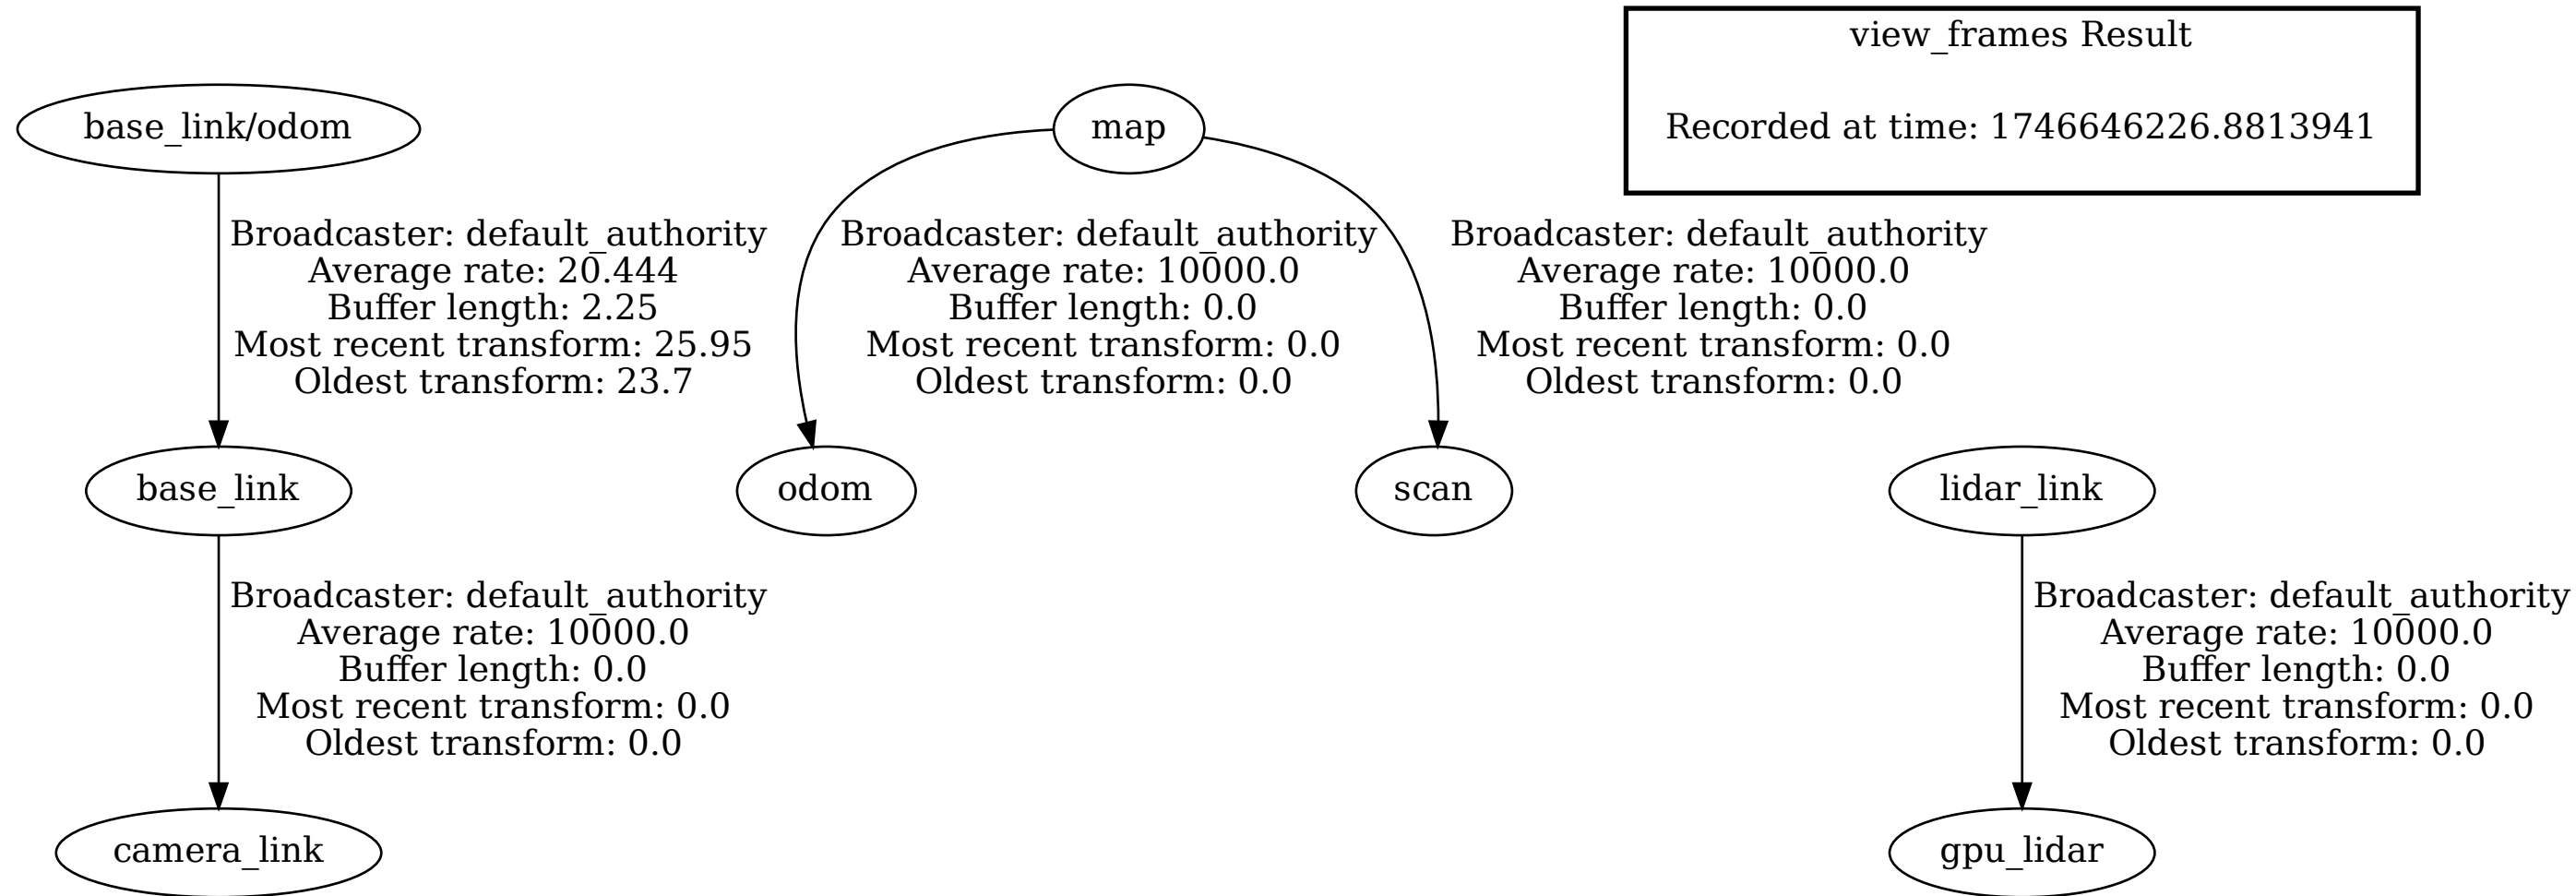 view_frames Result
Recorded at time: 1746646226.8813941
base_link/odom
map
Broadcaster: default_authority
Average rate: 20.444
Buffer length: 2.25
Most recent transform: 25.95
Oldest transform: 23.7
Broadcaster: default_authority
Average rate: 10000.0
Buffer length: 0.0
Most recent transform: 0.0
Oldest transform: 0.0
Broadcaster: default_authority
Average rate: 10000.0
Buffer length: 0.0
Most recent transform: 0.0
Oldest transform: 0.0
base_link
odom
scan
lidar_link
Broadcaster: default_authority
Average rate: 10000.0
Buffer length: 0.0
Most recent transform: 0.0
Oldest transform: 0.0
Broadcaster: default_authority
Average rate: 10000.0
Buffer length: 0.0
Most recent transform: 0.0
Oldest transform: 0.0
camera_link
gpu_lidar